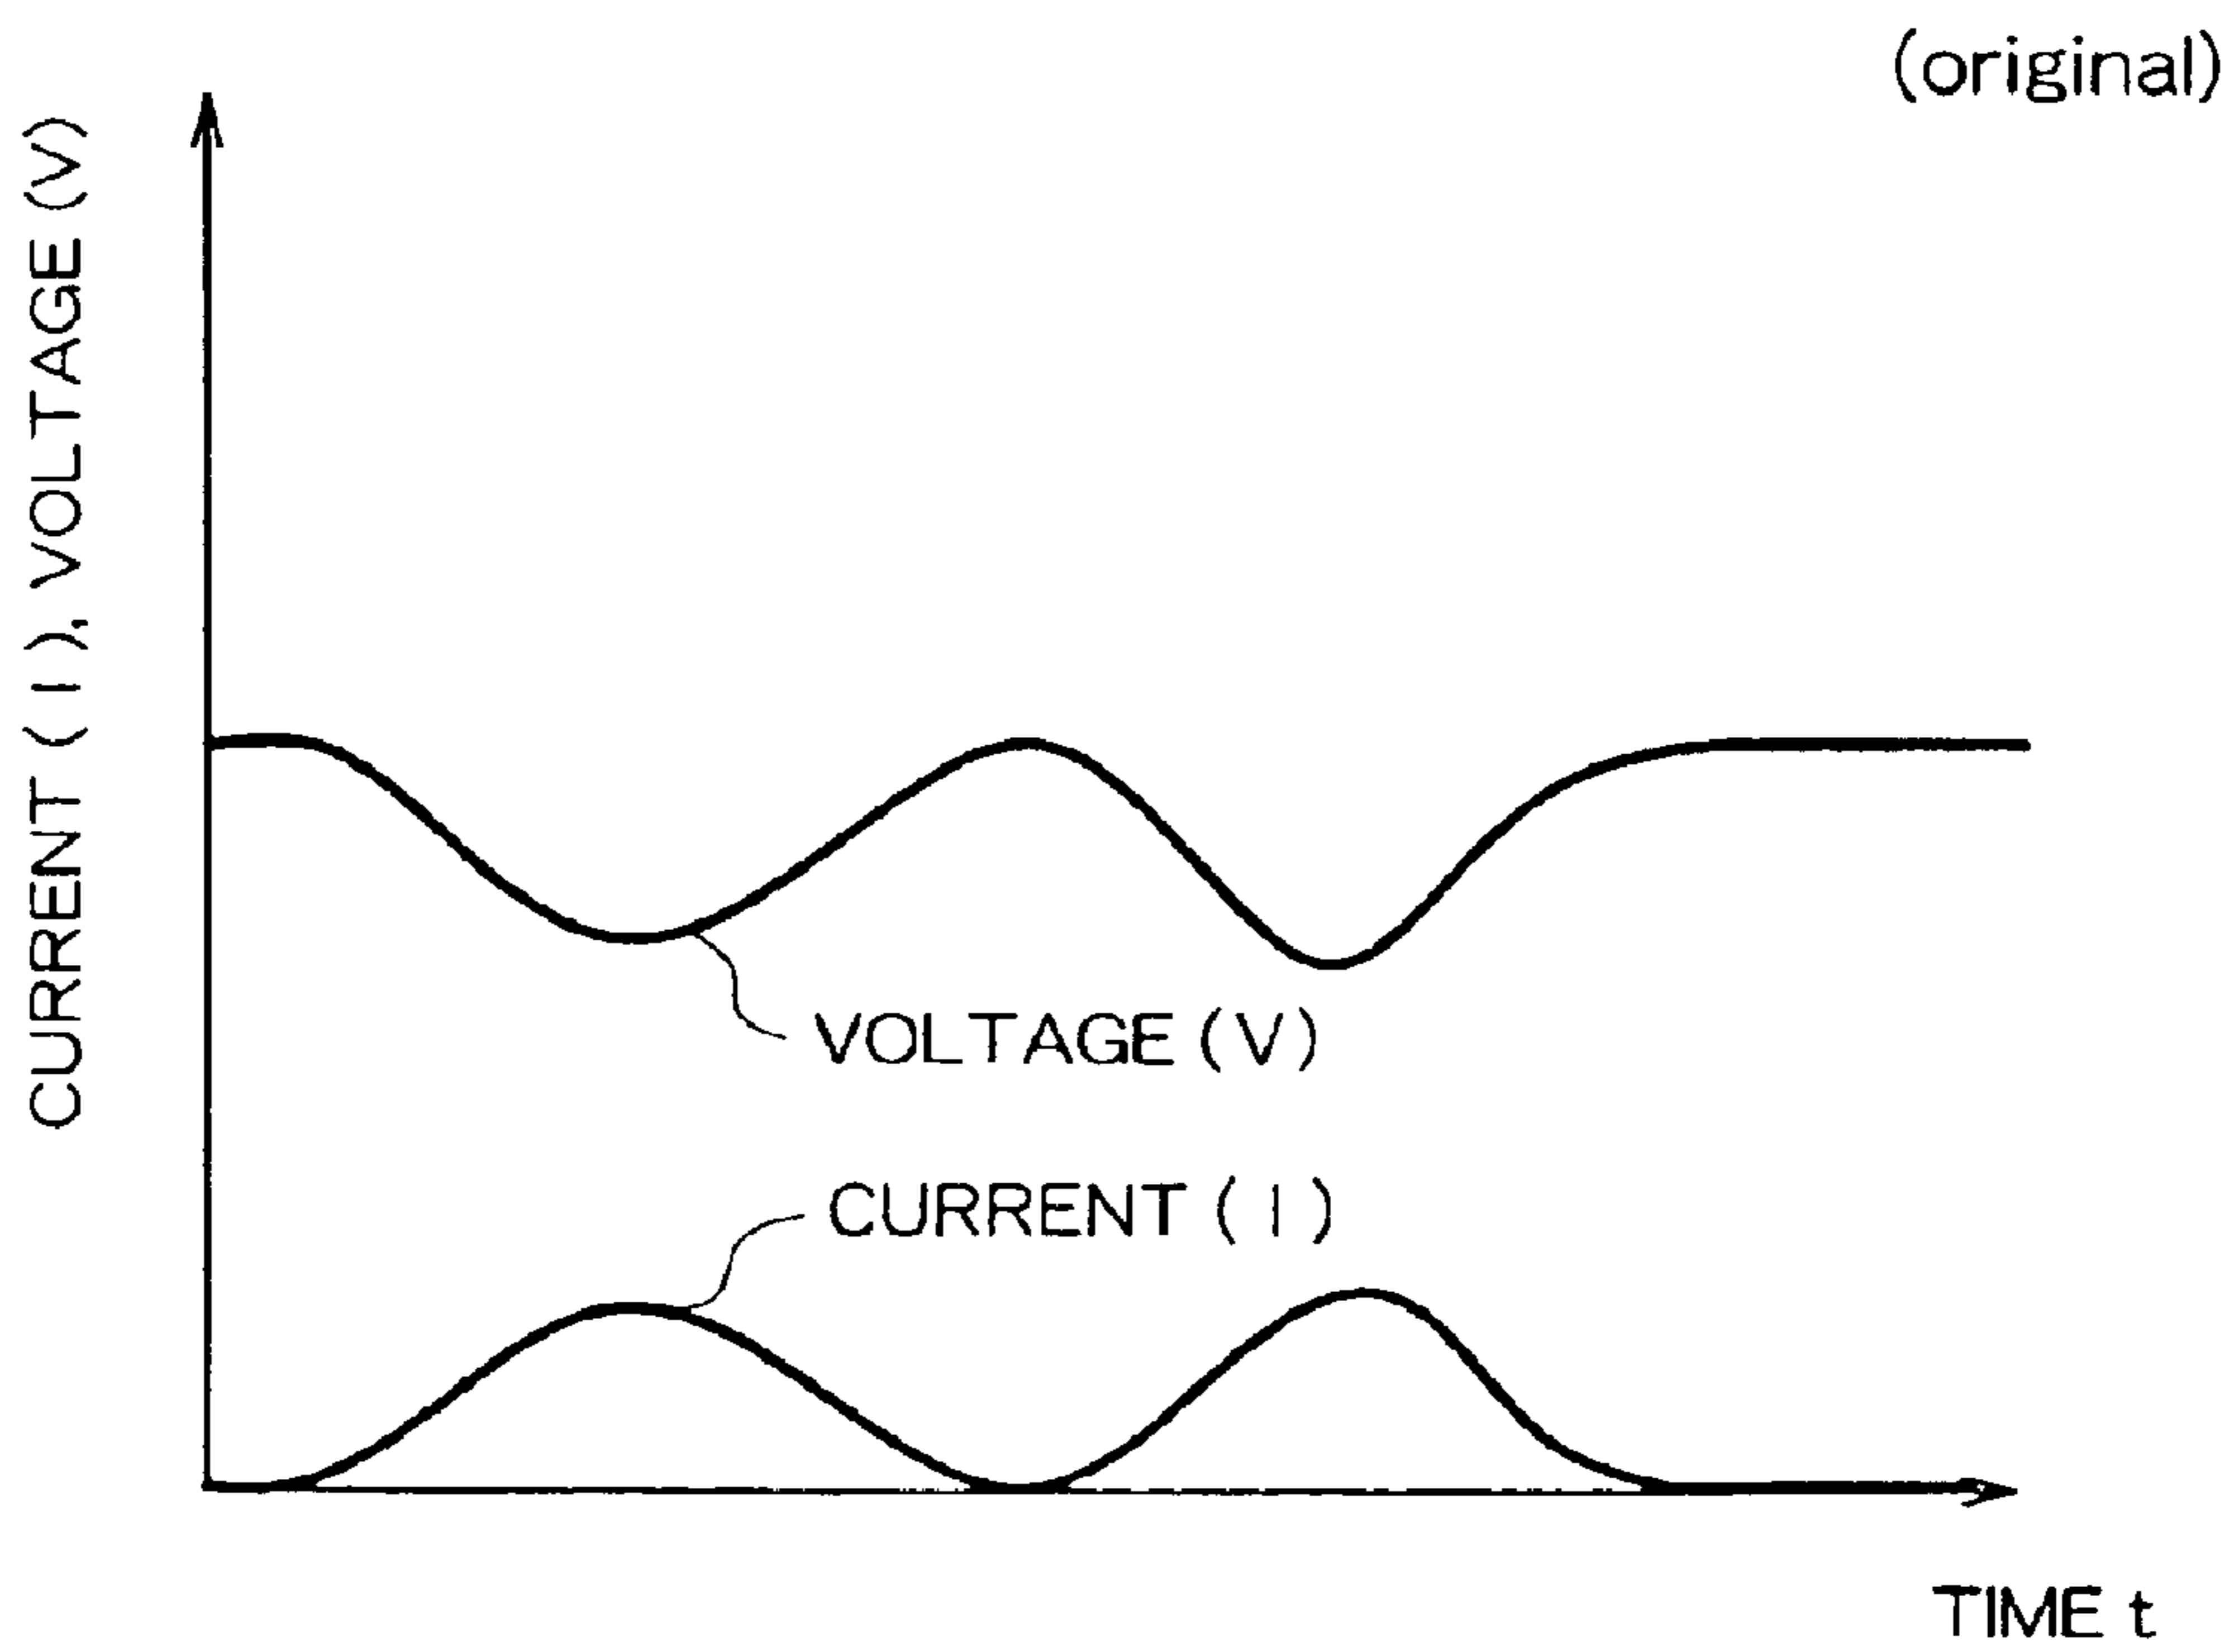 (original)
CURRENT ( I ), VOLTAGE (V)
VOLTAGE (V)
CURRENT ( I )
TIME t